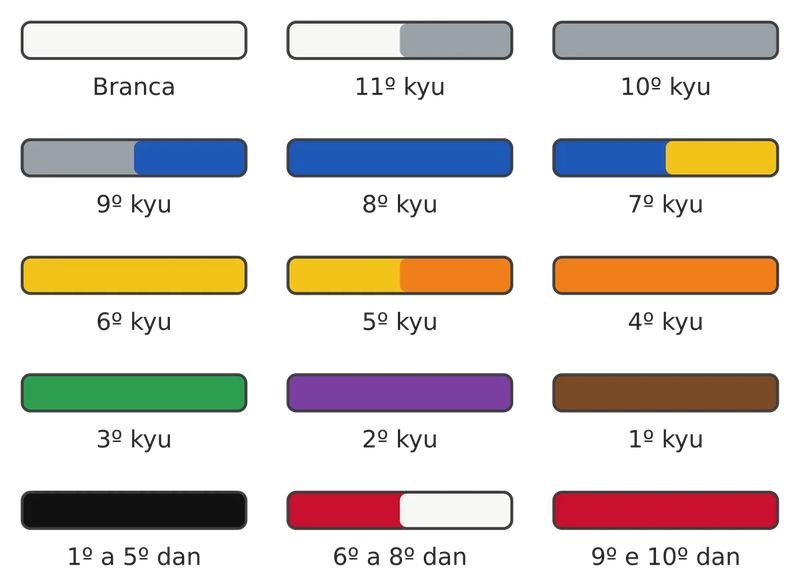 Branca
11º kyu
10º kyu
9º kyu
8º kyu
7º kyu
6º kyu
5º kyu
4º kyu
3º kyu
2º kyu
1º kyu
1º a 5º dan
6º a 8º dan
9º e 10º dan